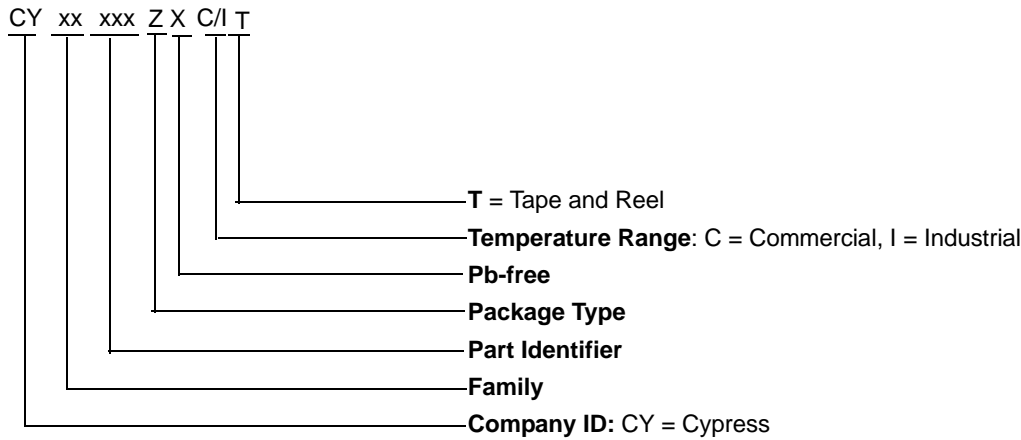 CY xx xxx Z X C/I T
T = Tape and Reel
Temperature Range: C = Commercial, I = Industrial
Pb-free
Package Type
Part Identifier
Family
Company ID: CY = Cypress